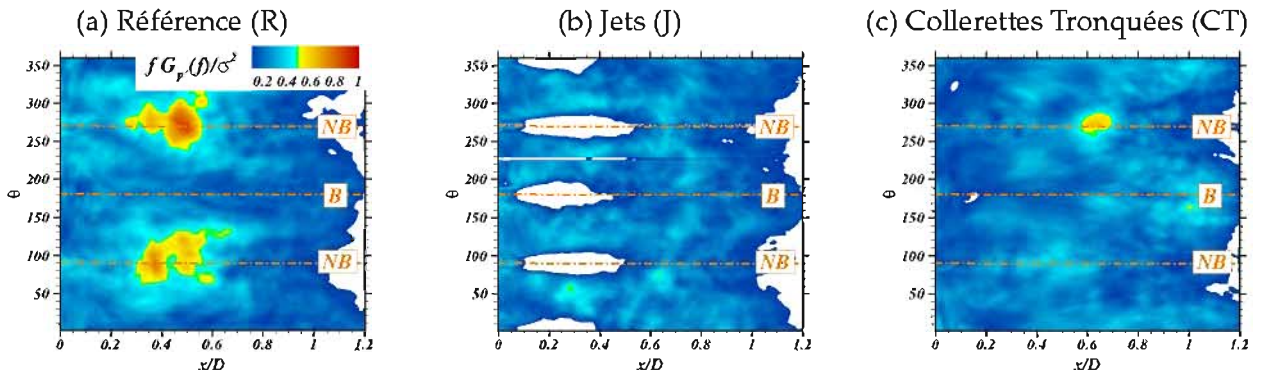 (a) Référence (R)
(b) Jets (J)
(c) Collerettes Tronquées (CT)
f G_p'(f)/σ²
0.2 0.4 0.6 0.8 1
350
300
250
200
150
100
50
θ
NB
B
NB
0 0.2 0.4 0.6 0.8 1 1.2
x/D
350
300
250
200
150
100
50
θ
NB
B
NB
0 0.2 0.4 0.6 0.8 1 1.2
x/D
350
300
250
200
150
100
50
θ
NB
B
NB
0 0.2 0.4 0.6 0.8 1 1.2
x/D